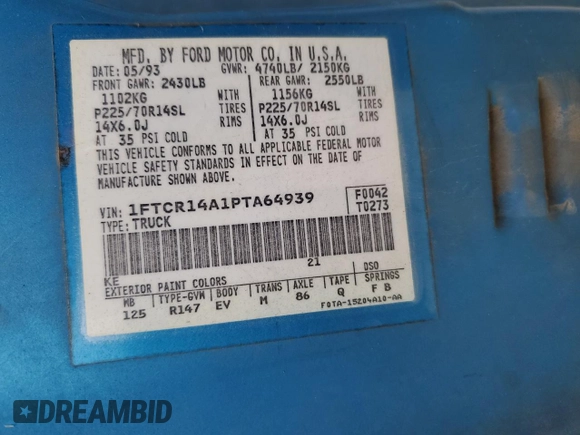 MFD. BY FORD MOTOR CO. IN U.S.A.
DATE: 05/93 GVWR: 4740LB/ 2150KG
FRONT GAWR: 2430LB REAR GAWR: 2550LB
1102KG WITH 1156KG WITH
P225/70R14SL TIRES P225/70R14SL TIRES
14X6.0J RIMS 14X6.0J RIMS
AT 35 PSI COLD AT 35 PSI COLD
THIS VEHICLE CONFORMS TO ALL APPLICABLE FEDERAL MOTOR
VEHICLE SAFETY STANDARDS IN EFFECT ON THE DATE OF
MANUFACTURE SHOWN ABOVE.
VIN: 1FTCR14A1PTA64939 F0042
TYPE: TRUCK T0273
21
KE
EXTERIOR PAINT COLORS DSO
MB TYPE-GVM BODY TRANS AXLE TAPE SPRINGS
125 R147 EV M 86 Q F B
F0TA-15204A10-AA
DREAMBID